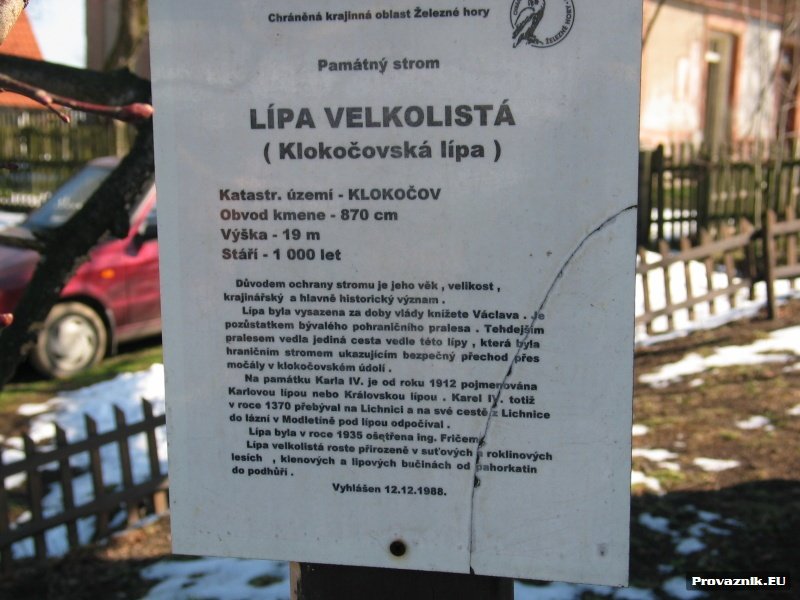 Chráněná krajinná oblast Železné hory
ŽELEZNÉ HORY
Památný strom
LÍPA VELKOLISTÁ
( Klokočovská lípa )
Katastr. území - KLOKOČOV
Obvod kmene - 870 cm
Výška - 19 m
Stáří - 1 000 let
Důvodem ochrany stromu je jeho věk , velikost ,
krajinářský a hlavně historický význam .
Lípa byla vysazena za doby vlády knížete Václava . Je
pozůstatkem bývalého pohraničního pralesa . Tehdejším
pralesem vedla jediná cesta vedle této lípy , která byla
hraničním stromem ukazujícím bezpečný přechod přes
močály v klokočovském údolí .
Na památku Karla IV. je od roku 1912 pojmenována
Karlovou lípou nebo Královskou lípou . Karel IV. totiž
v roce 1370 přebýval na Lichnici a na své cestě z Lichnice
do lázní v Modletíně pod lípou odpočíval .
Lípa byla v roce 1935 ošetřena ing. Fričem.
Lípa velkolistá roste přirozeně v suťových a roklinových
lesích , klenových a lipových bučinách od pahorkatin
do podhůří .
Vyhlášen 12.12.1988.
Provaznik.EU